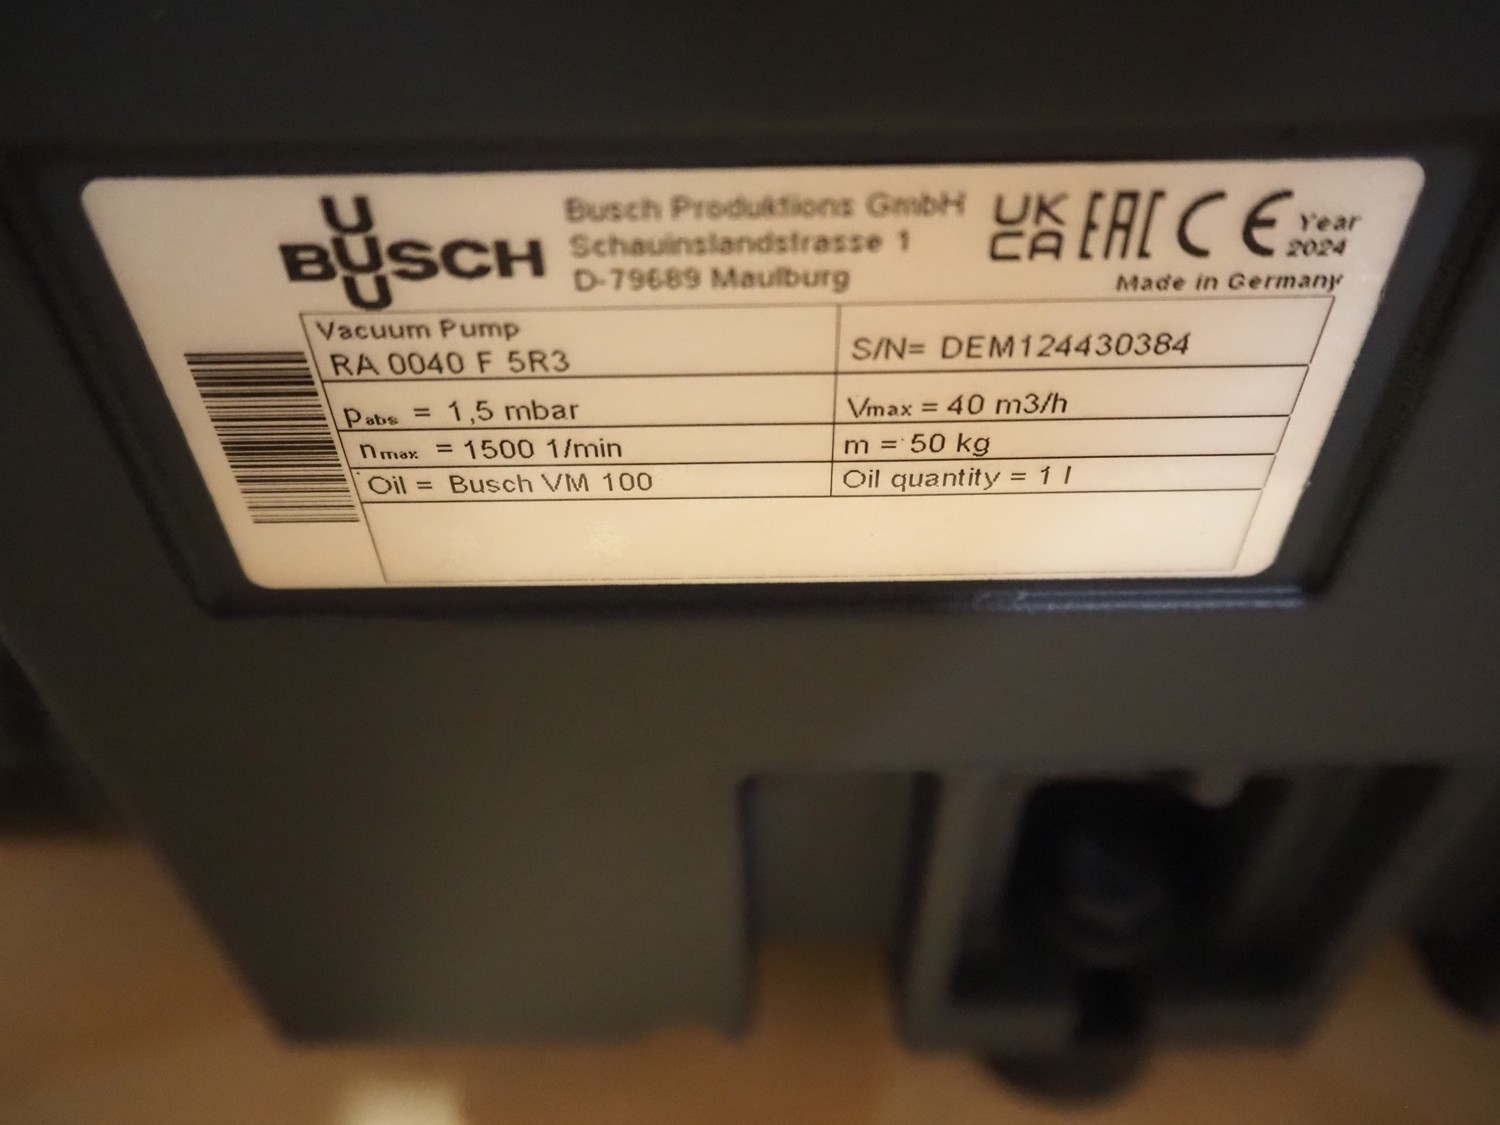 BUSCH
Busch Produktions GmbH
Schauinslandstrasse 1
D-79689 Maulburg
UK
CA EAC CE
Year
2024
Made in Germany
Vacuum Pump
RA 0040 F 5R3
S/N= DEM124430384
Pabs = 1,5 mbar
Vmax = 40 m3/h
nmax = 1500 1/min
m = 50 kg
Oil = Busch VM 100
Oil quantity = 1 l